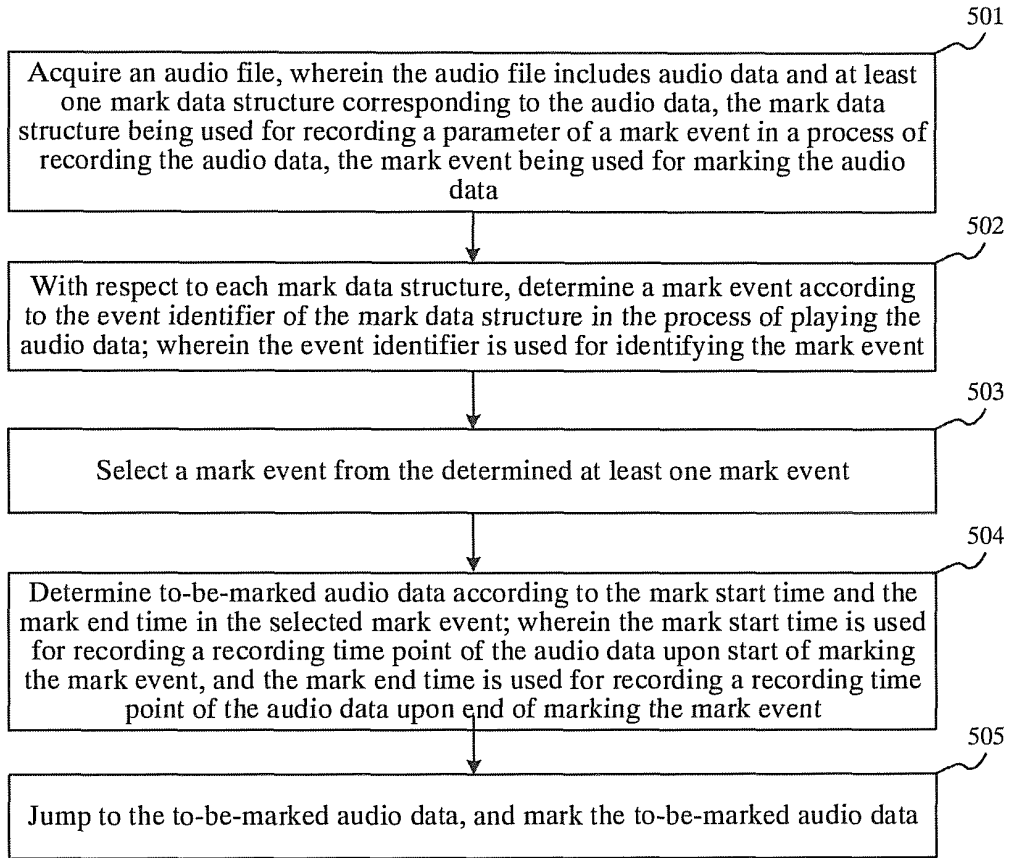 501
Acquire an audio file, wherein the audio file includes audio data and at least
one mark data structure corresponding to the audio data, the mark data
structure being used for recording a parameter of a mark event in a process of
recording the audio data, the mark event being used for marking the audio
data
502
With respect to each mark data structure, determine a mark event according
to the event identifier of the mark data structure in the process of playing the
audio data; wherein the event identifier is used for identifying the mark event
503
Select a mark event from the determined at least one mark event
504
Determine to-be-marked audio data according to the mark start time and the
mark end time in the selected mark event; wherein the mark start time is used
for recording a recording time point of the audio data upon start of marking
the mark event, and the mark end time is used for recording a recording time
point of the audio data upon end of marking the mark event
505
Jump to the to-be-marked audio data, and mark the to-be-marked audio data